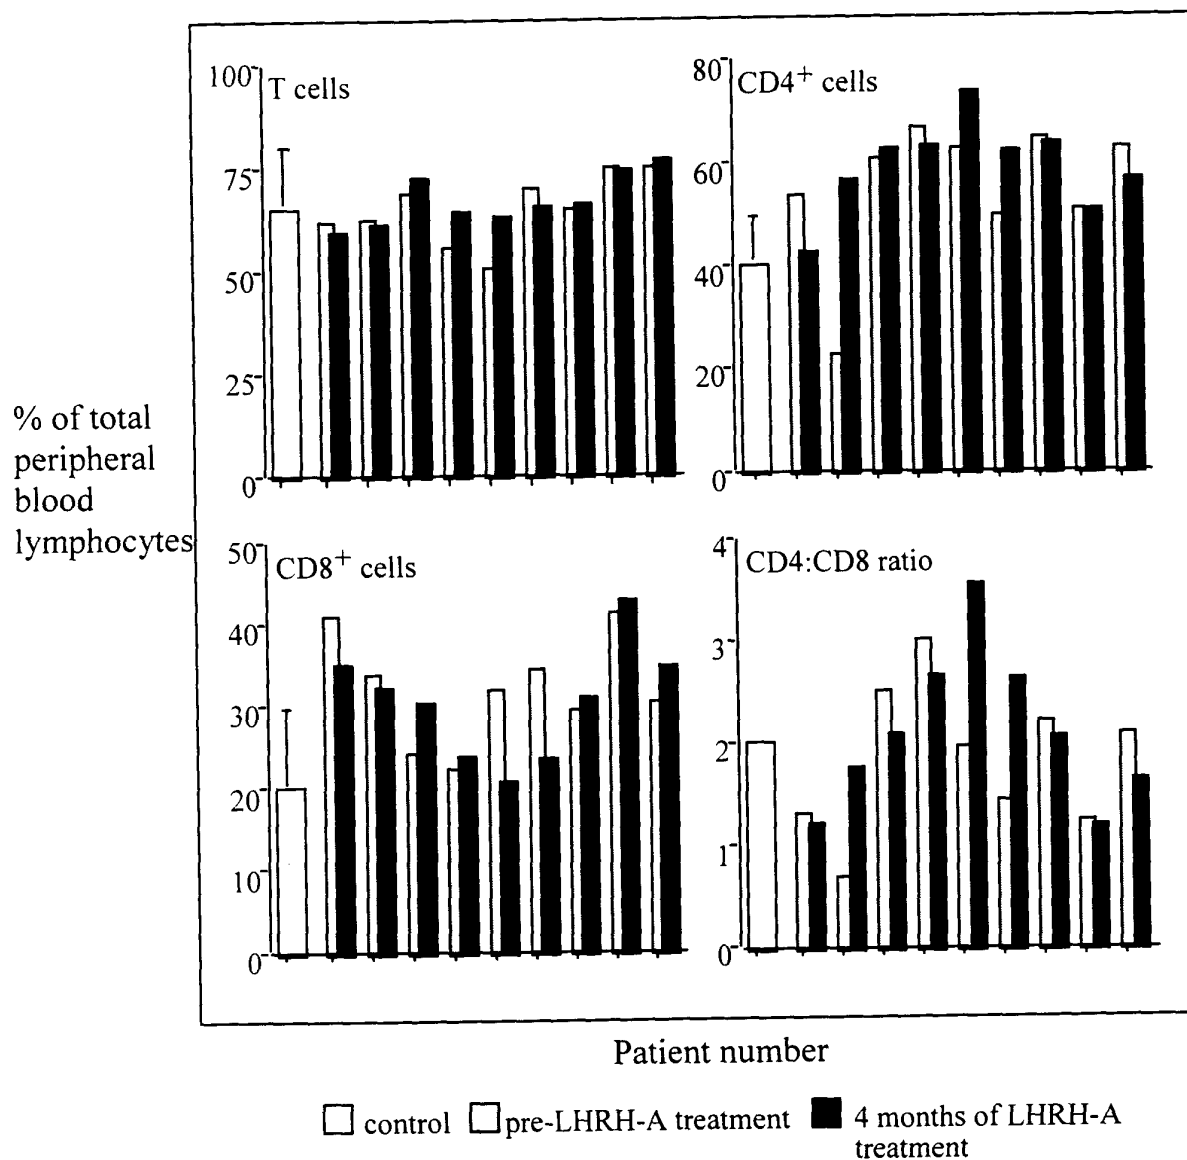 T cells
100
75
50
25
0
CD4+ cells
80
60
40
20
0
% of total
peripheral
blood
lymphocytes
CD8+ cells
50
40
30
20
10
0
CD4:CD8 ratio
4
3
2
1
0
Patient number
control
pre-LHRH-A treatment
4 months of LHRH-A
treatment